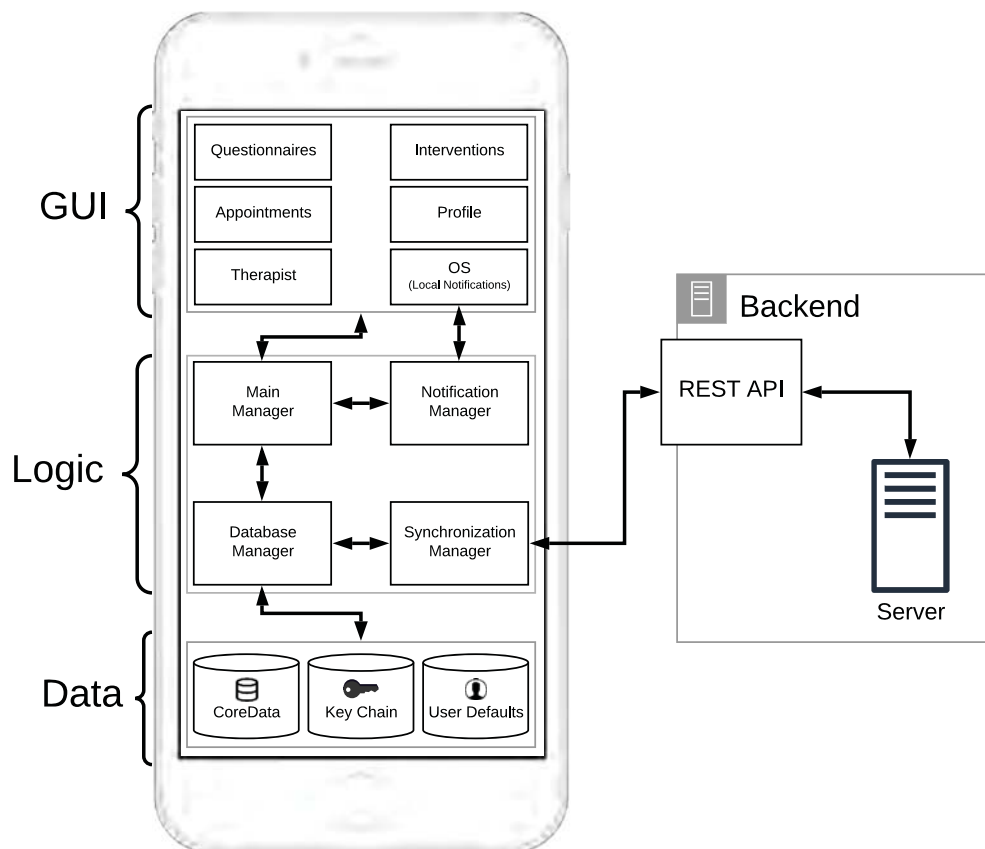 GUI
Questionnaires
Interventions
Appointments
Profile
Therapist
OS
(Local Notifications)
Logic
Main
Manager
Notification
Manager
Database
Manager
Synchronization
Manager
Data
CoreData
Key Chain
User Defaults
Backend
REST API
Server